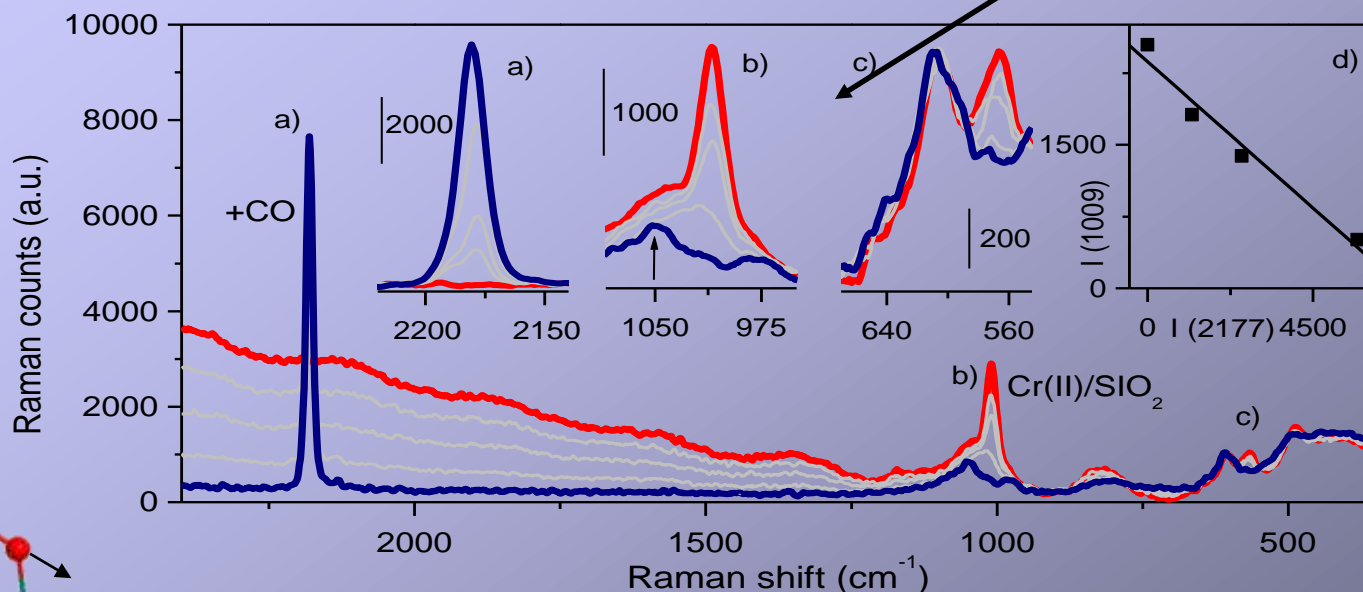 10000
8000
6000
4000
2000
0
Raman counts (a.u.)
a)
+CO
2000
a)
2200
2150
1000
b)
1050
975
c)
200
640
560
d)
1500
0
I (1009)
0
I (2177)
4500
b)
Cr(II)/SIO₂
c)
2000
1500
1000
500
Raman shift (cm⁻¹)